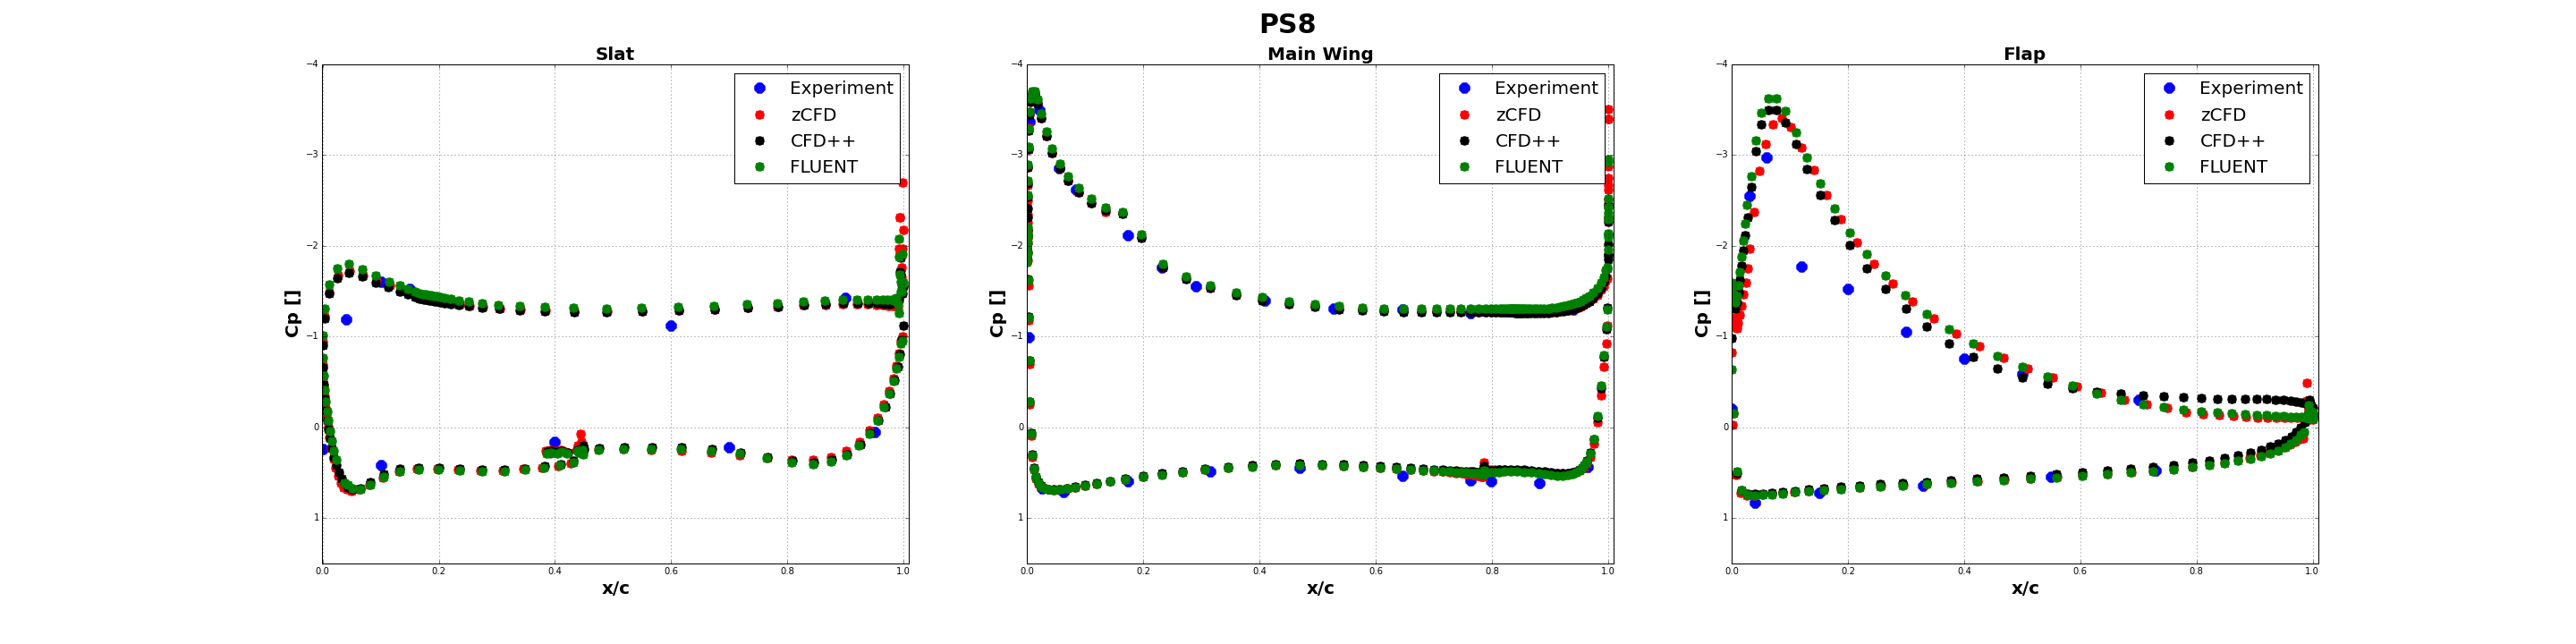 PS8
Slat
Cp []
−4
−3
−2
−1
0
1
0.0 0.2 0.4 0.6 0.8 1.0
x/c
Experiment
zCFD
CFD++
FLUENT
Main Wing
Cp []
−4
−3
−2
−1
0
1
0.0 0.2 0.4 0.6 0.8 1.0
x/c
Experiment
zCFD
CFD++
FLUENT
Flap
Cp []
−4
−3
−2
−1
0
1
0.0 0.2 0.4 0.6 0.8 1.0
x/c
Experiment
zCFD
CFD++
FLUENT